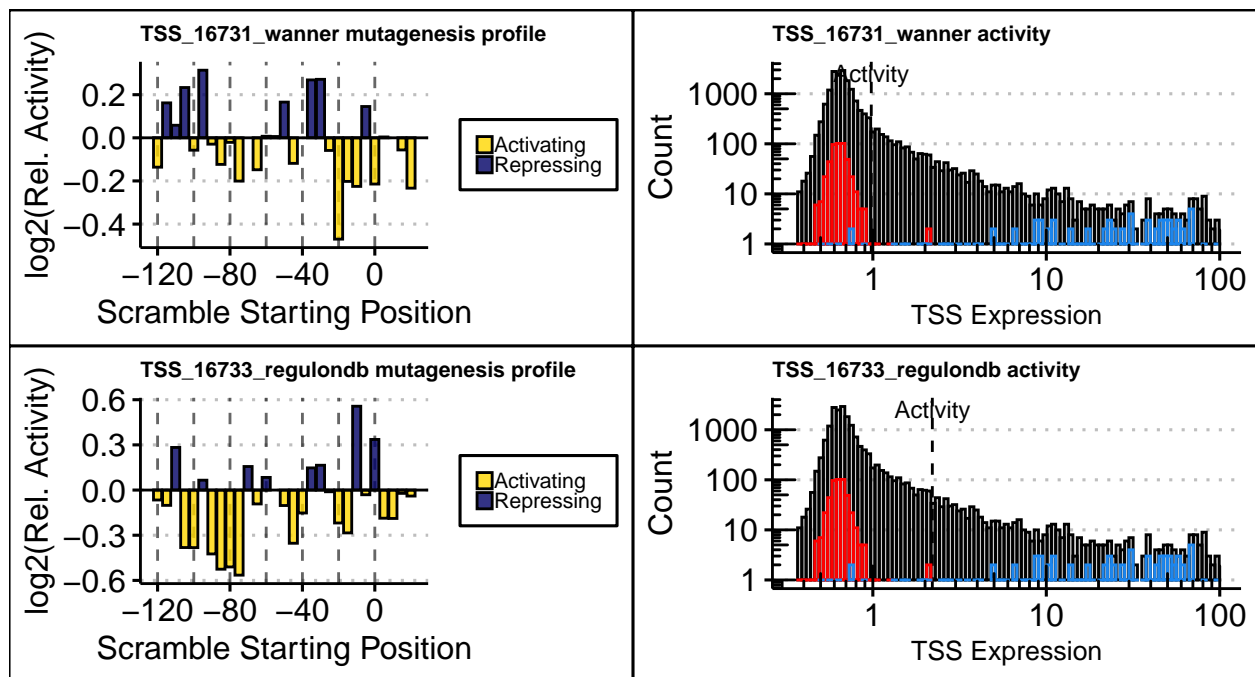 TSS_16731_wanner mutagenesis profile
log2(Rel. Activity)
0.2
0.0
−0.2
−0.4
−120 −80 −40 0
Scramble Starting Position
Activating
Repressing
TSS_16731_wanner activity
Activity
Count
1000
100
10
1
1 10 100
TSS Expression
TSS_16733_regulondb mutagenesis profile
log2(Rel. Activity)
0.6
0.3
0.0
−0.3
−0.6
−120 −80 −40 0
Scramble Starting Position
Activating
Repressing
TSS_16733_regulondb activity
Activity
Count
1000
100
10
1
1 10 100
TSS Expression